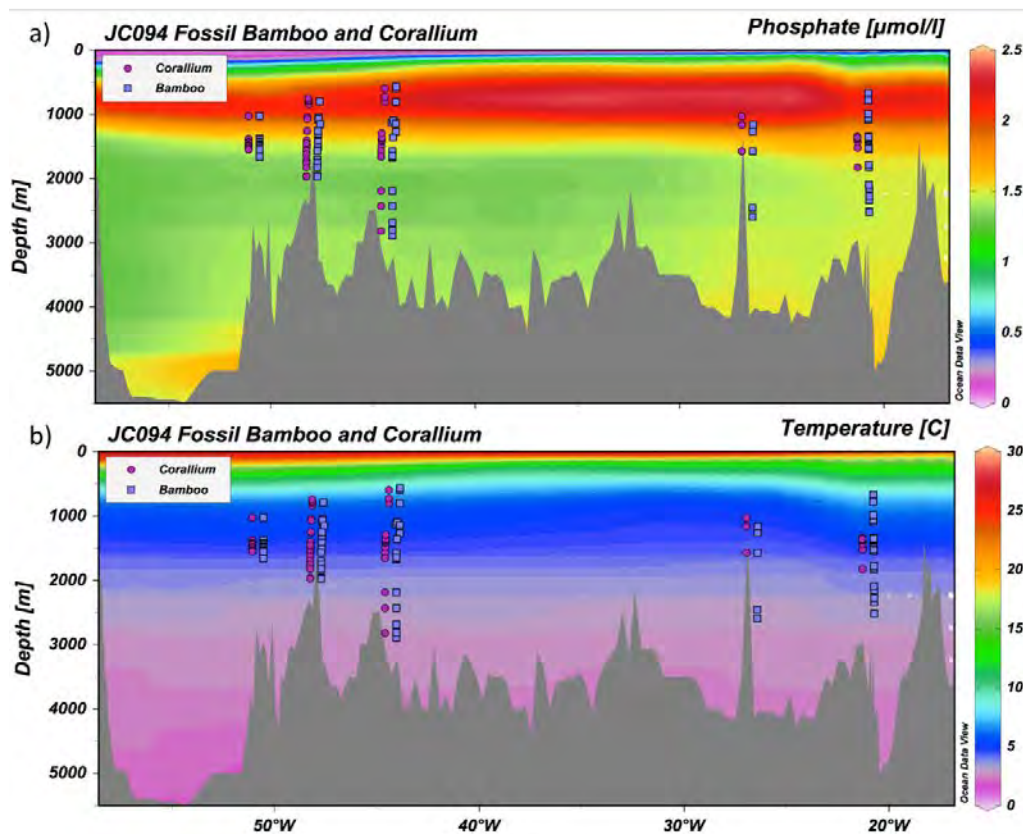 a)
JC094 Fossil Bamboo and Corallium
Phosphate [µmol/l]
Corallium
Bamboo
Depth [m]
0
1000
2000
3000
4000
5000
2.5
2
1.5
1
0.5
0
Ocean Data View
b)
JC094 Fossil Bamboo and Corallium
Temperature [C]
Corallium
Bamboo
Depth [m]
0
1000
2000
3000
4000
5000
30
25
20
15
10
5
0
Ocean Data View
50°W
40°W
30°W
20°W